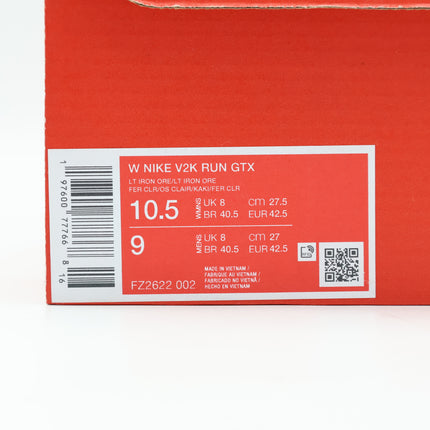 W NIKE V2K RUN GTX
LT IRON ORE/LT IRON ORE
FER CLR/OS CLAIR/KAKI/FER CLR
10.5 WMNS UK 8 cm 27.5
BR 40.5 EUR 42.5
9 MENS UK 8 cm 27
BR 40.5 EUR 42.5
MADE IN VIETNAM /
FABRIQUE AU VIETNAM /
FABRICADO NO VIETNÃ /
HECHO EN VIETNAM
FZ2622 002
1 97600 77766 8 16